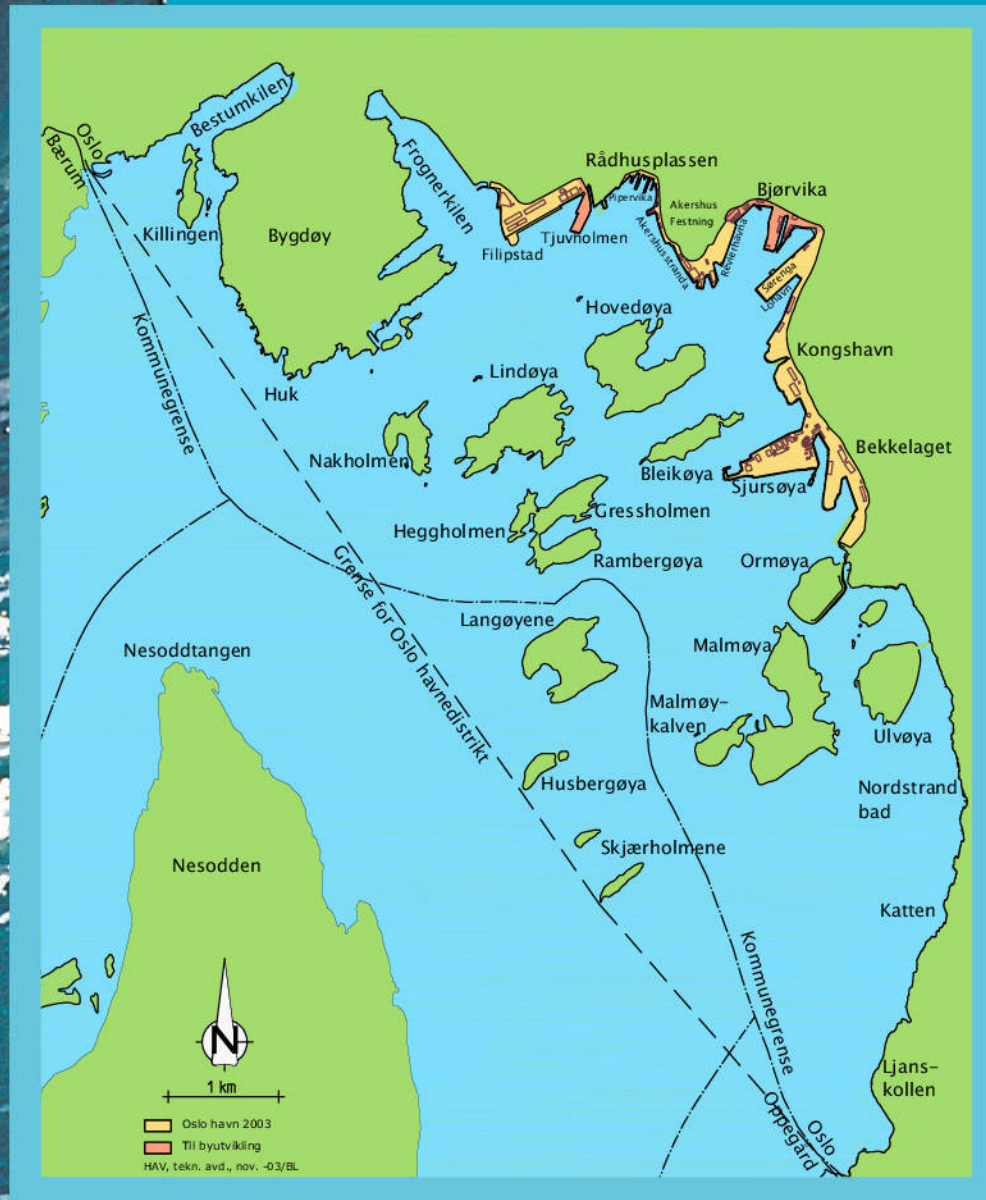 Oslo
Bærum
Bestumkilen
Killingen
Bygdøy
Frognerkilen
Huk
Filipstad
Tjuvholmen
Rådhusplassen
Pipervika
Akershus
Festning
Akershusstranda
Revierhavna
Bjørvika
Sørenga
Lohavn
Kongshavn
Hovedøya
Lindøya
Nakholmen
Bleikøya
Sjursøya
Bekkelaget
Heggholmen
Gressholmen
Rambergøya
Ormøya
Kommunegrense
Grense for Oslo havnedistrikt
Langøyene
Malmøya
Malmøy-
kalven
Ulvøya
Nesoddtangen
Husbergøya
Nordstrand
bad
Skjærholmene
Nesodden
Katten
Kommunegrense
Ljans-
kollen
Oppegård
Oslo
N
1 km
Oslo havn 2003
Til byutvikling
HAV, tekn. avd., nov. -03/BL